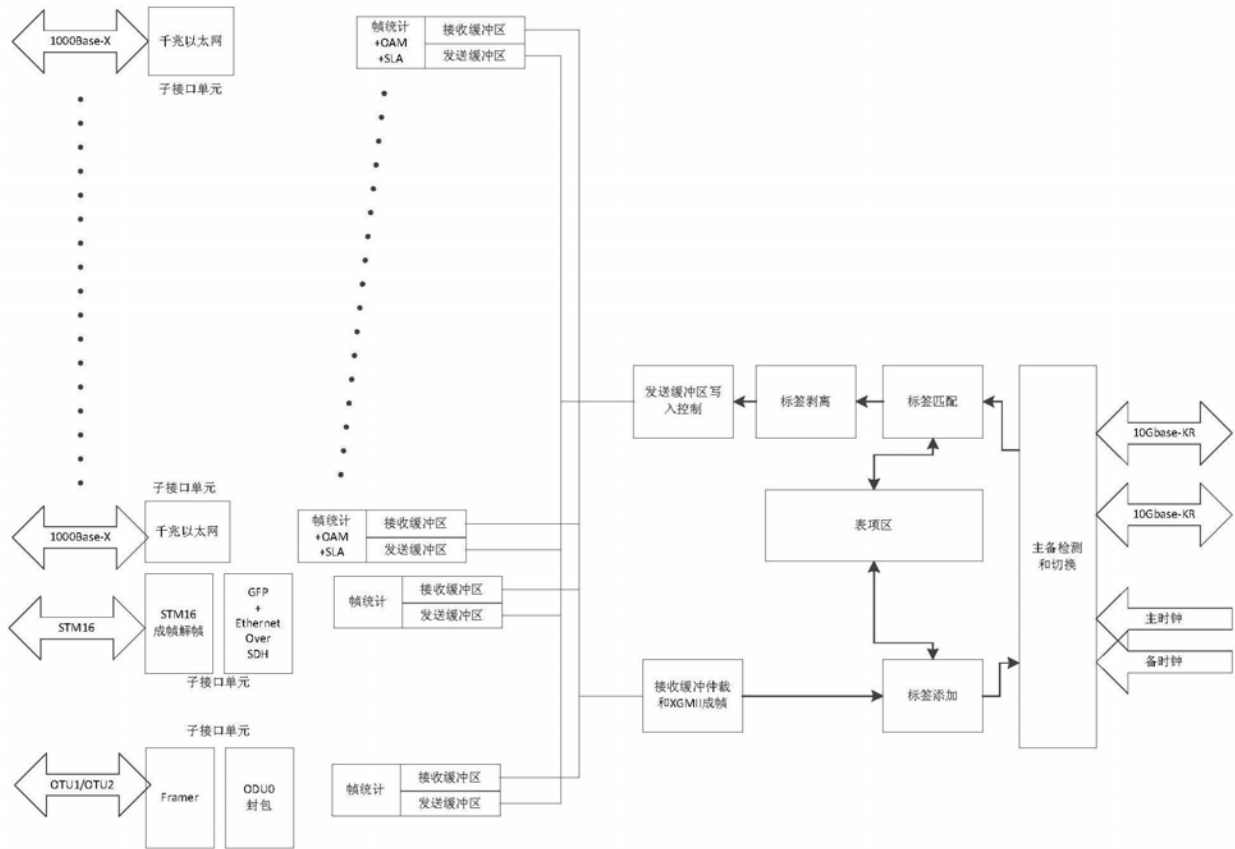 1000Base-X
千兆以太网
子接口单元
帧统计
+OAM
+SLA
接收缓冲区
发送缓冲区
发送缓冲区写
入控制
标签剥离
标签匹配
10Gbase-KR
10Gbase-KR
表项区
主备检测
和切换
主时钟
备时钟
子接口单元
1000Base-X
千兆以太网
帧统计
+OAM
+SLA
接收缓冲区
发送缓冲区
STM16
STM16
成帧解帧
GFP
+
Ethernet
Over
SDH
子接口单元
帧统计
接收缓冲区
发送缓冲区
接收缓冲仲裁
和XGMII成帧
标签添加
子接口单元
OTU1/OTU2
Framer
ODU0
封包
帧统计
接收缓冲区
发送缓冲区